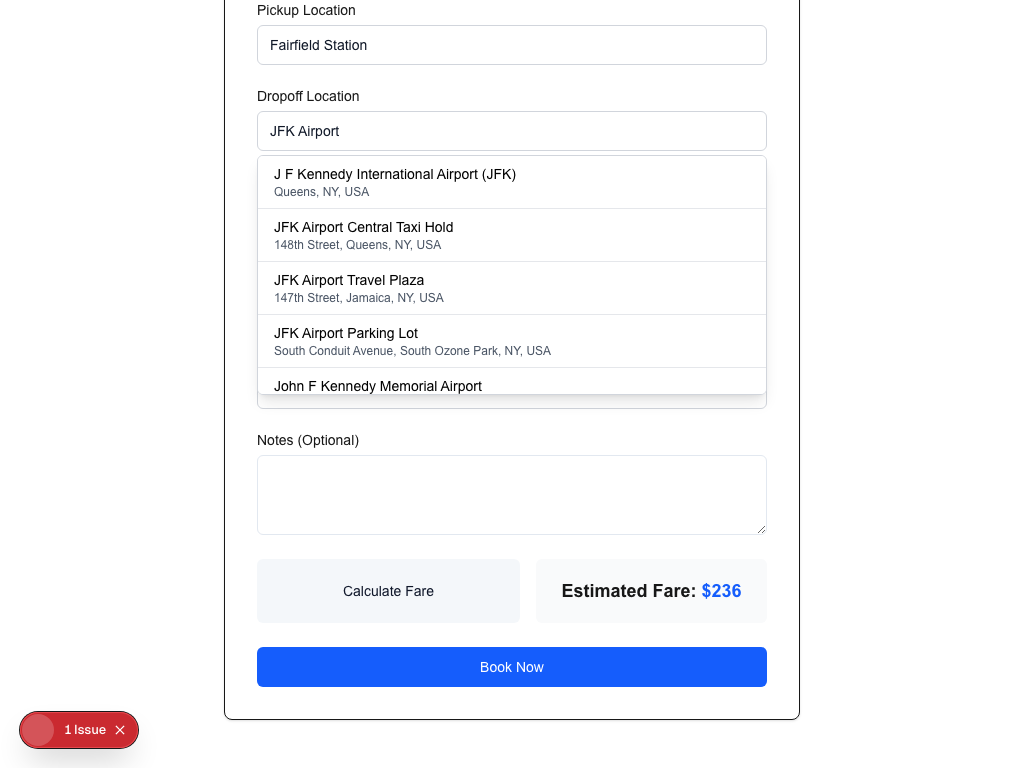 Pickup Location
Fairfield Station
Dropoff Location
JFK Airport
J F Kennedy International Airport (JFK)
Queens, NY, USA
JFK Airport Central Taxi Hold
148th Street, Queens, NY, USA
JFK Airport Travel Plaza
147th Street, Jamaica, NY, USA
JFK Airport Parking Lot
South Conduit Avenue, South Ozone Park, NY, USA
John F Kennedy Memorial Airport
Notes (Optional)
Calculate Fare
Estimated Fare: $236
Book Now
1 Issue